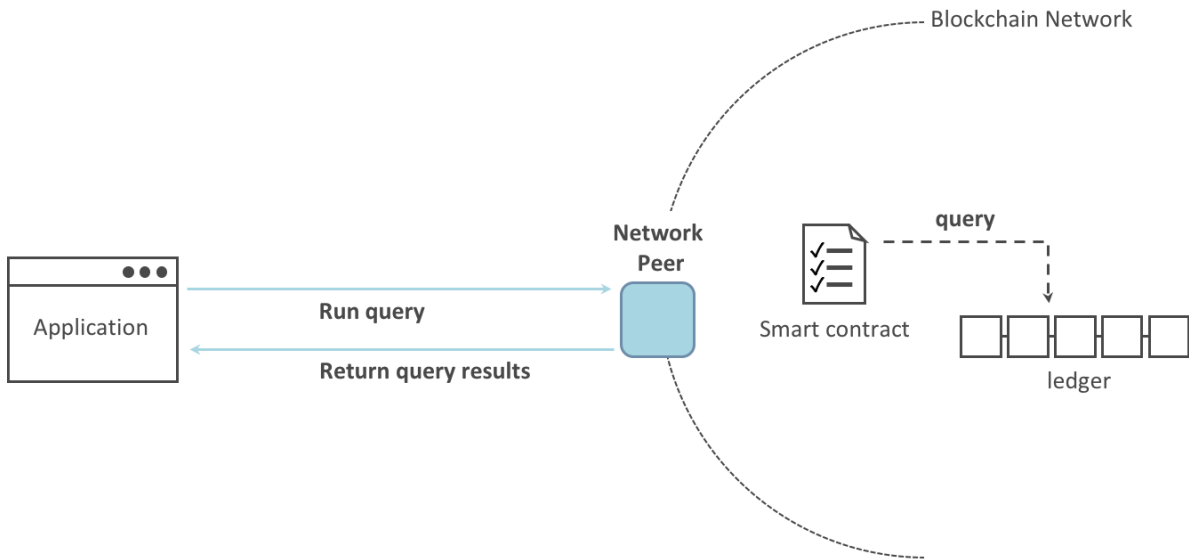 Blockchain Network
Network
Peer
query
Application
Run query
Smart contract
Return query results
ledger